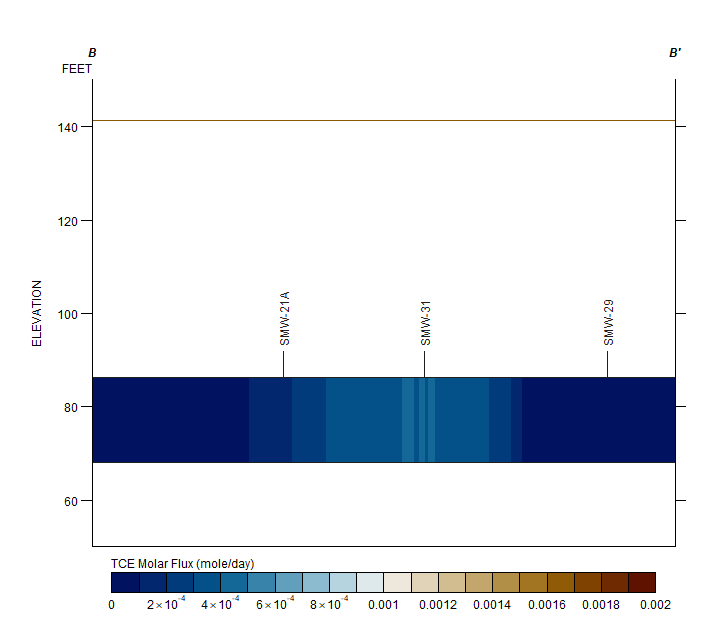 B B'
FEET
140
120
100
80
60
ELEVATION
SMW-21A
SMW-31
SMW-29
TCE Molar Flux (mole/day)
0 2×10⁻⁴ 4×10⁻⁴ 6×10⁻⁴ 8×10⁻⁴ 0.001 0.0012 0.0014 0.0016 0.0018 0.002